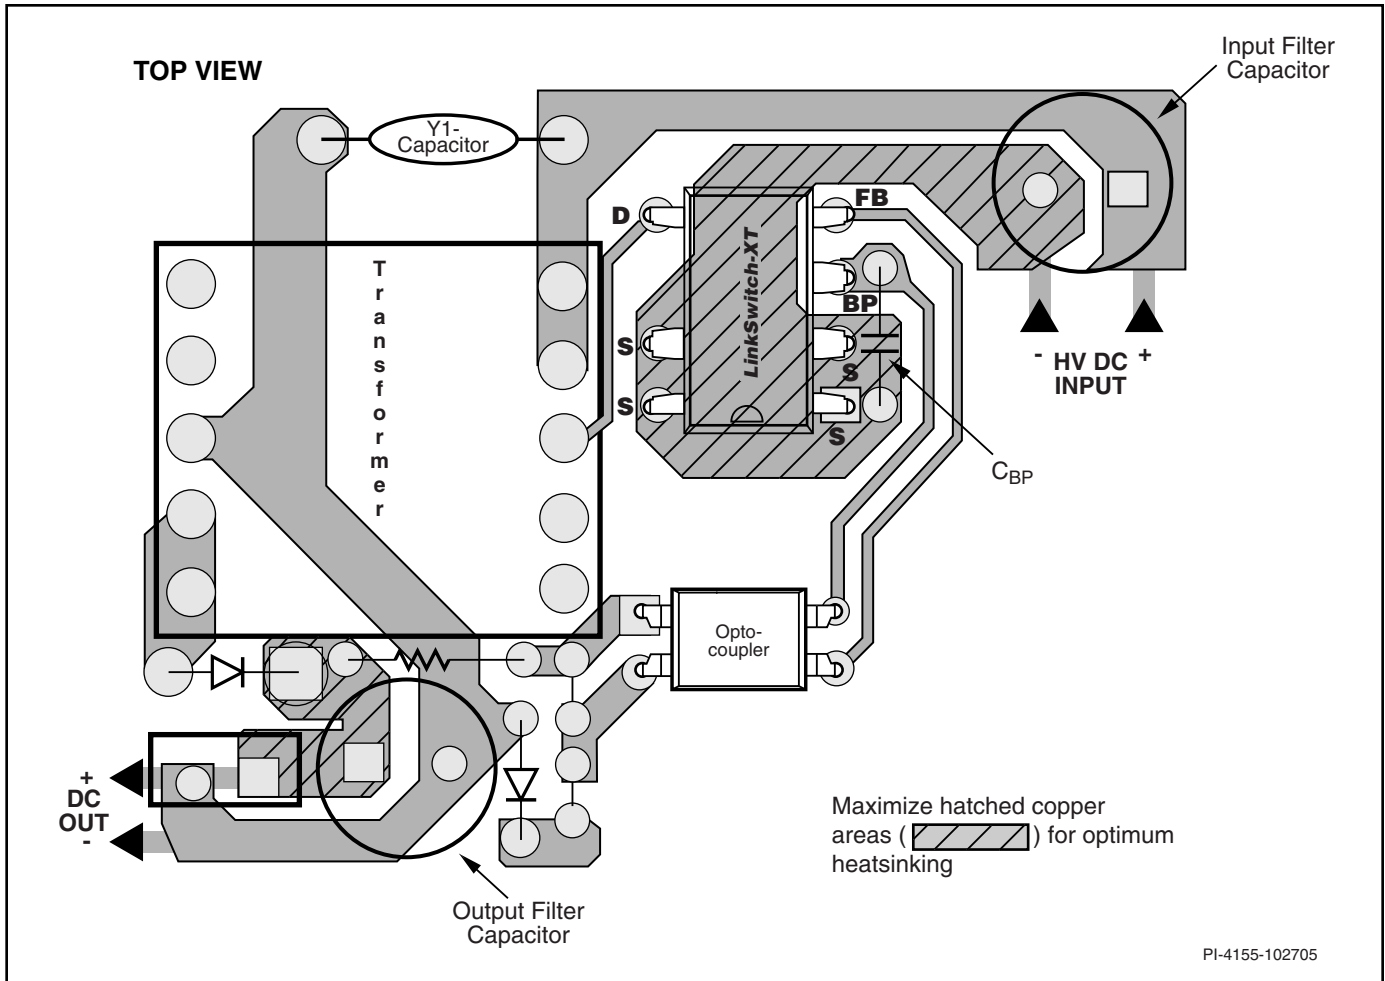 TOP VIEW
Input Filter
Capacitor
Y1-
Capacitor
D
FB
Transformer
LinkSwitch-XT
BP
S
S
S
S
- HV DC +
INPUT
CBP
Opto-
coupler
+
DC
OUT
-
Maximize hatched copper
areas ( ) for optimum
heatsinking
Output Filter
Capacitor
PI-4155-102705